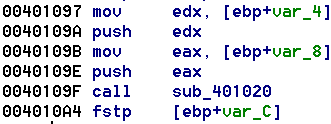 00401097 mov edx, [ebp+var_4]
0040109A push edx
0040109B mov eax, [ebp+var_8]
0040109E push eax
0040109F call sub_401020
004010A4 fstp [ebp+var_C]